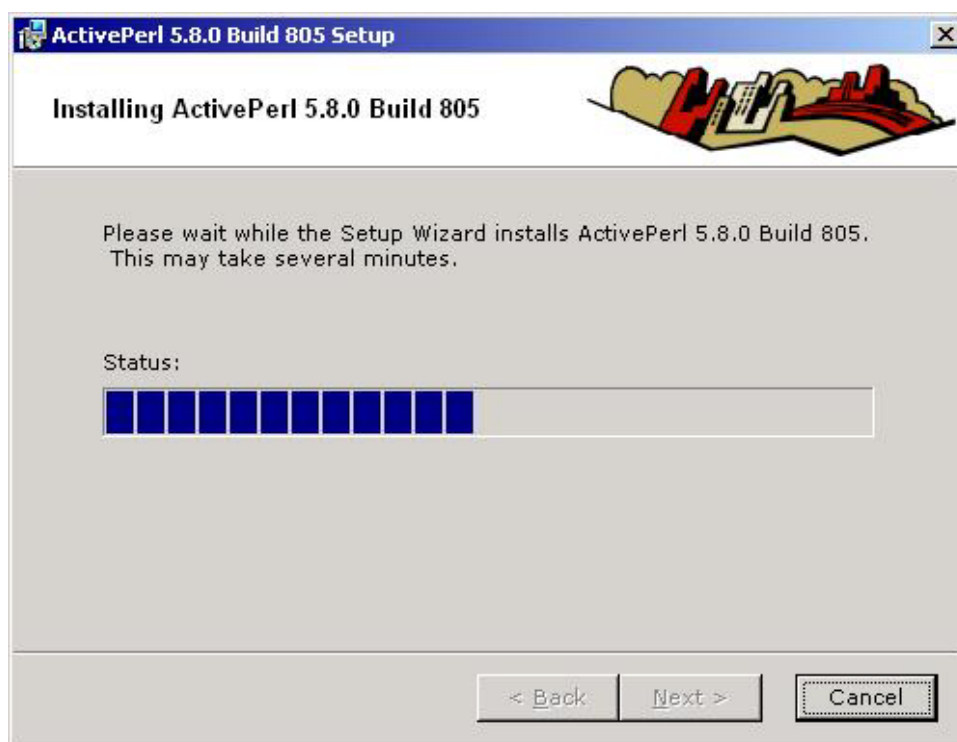 ActivePerl 5.8.0 Build 805 Setup
Installing ActivePerl 5.8.0 Build 805
Please wait while the Setup Wizard installs ActivePerl 5.8.0 Build 805.
This may take several minutes.
Status:
< Back
Next >
Cancel